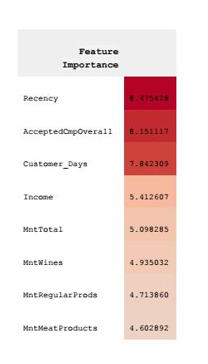 Feature
Importance
Recency 8.475428
AcceptedCmpOverall 8.151117
Customer_Days 7.842309
Income 5.412607
MntTotal 5.098285
MntWines 4.935032
MntRegularProds 4.713860
MntMeatProducts 4.602892